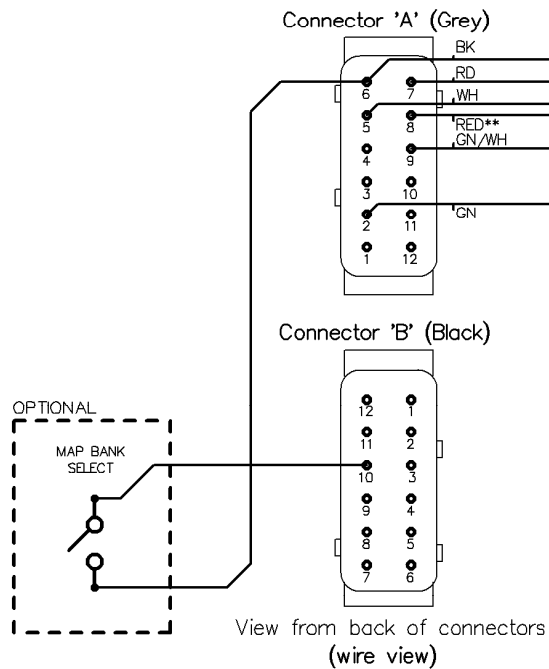 Connector 'A' (Grey)
BK
RD
WH
RED**
GN/WH
GN
6 7
5 8
4 9
3 10
2 11
1 12
Connector 'B' (Black)
12 1
11 2
10 3
9 4
8 5
7 6
OPTIONAL
MAP BANK
SELECT
View from back of connectors
(wire view)